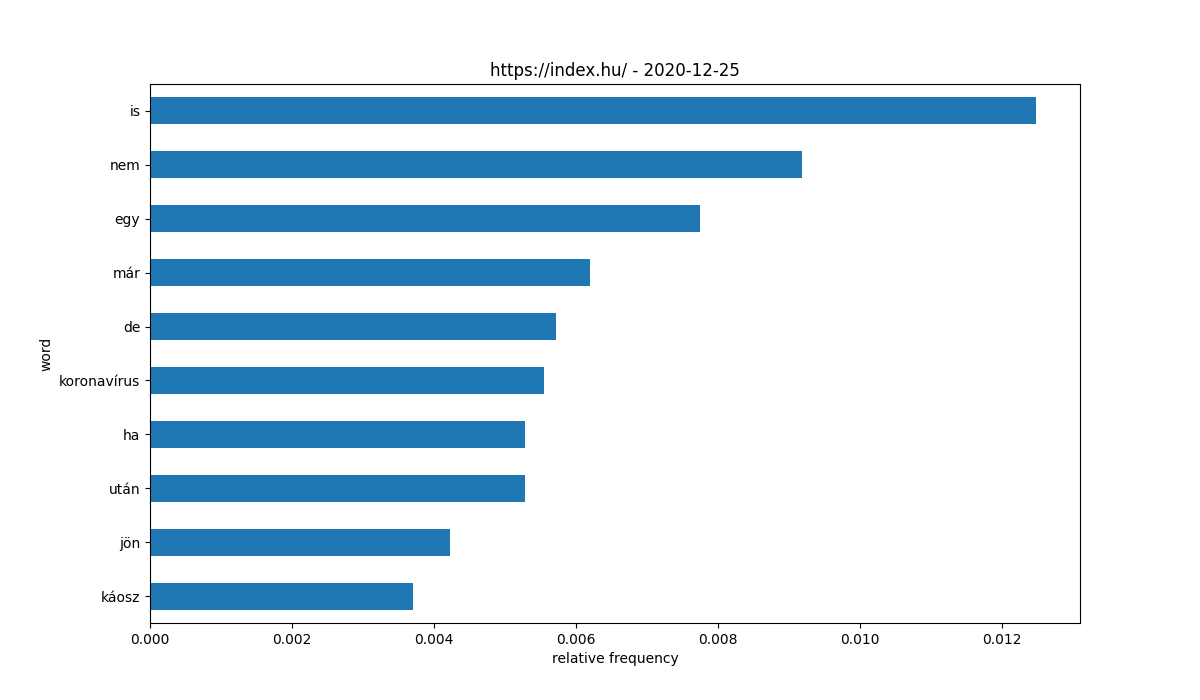 https://index.hu/ - 2020-12-25
is
nem
egy
már
de
koronavírus
ha
után
jön
káosz
word
0.000 0.002 0.004 0.006 0.008 0.010 0.012
relative frequency